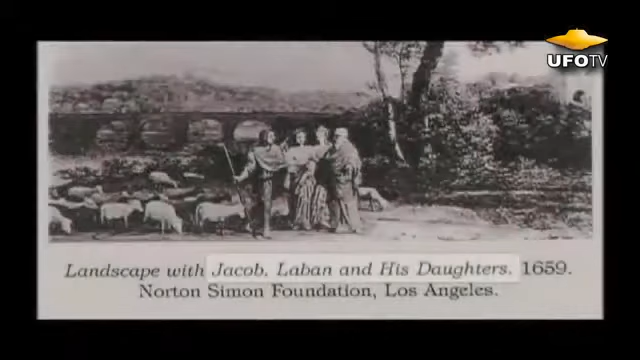 UFOTV
Landscape with Jacob, Laban and His Daughters. 1659.
Norton Simon Foundation, Los Angeles.